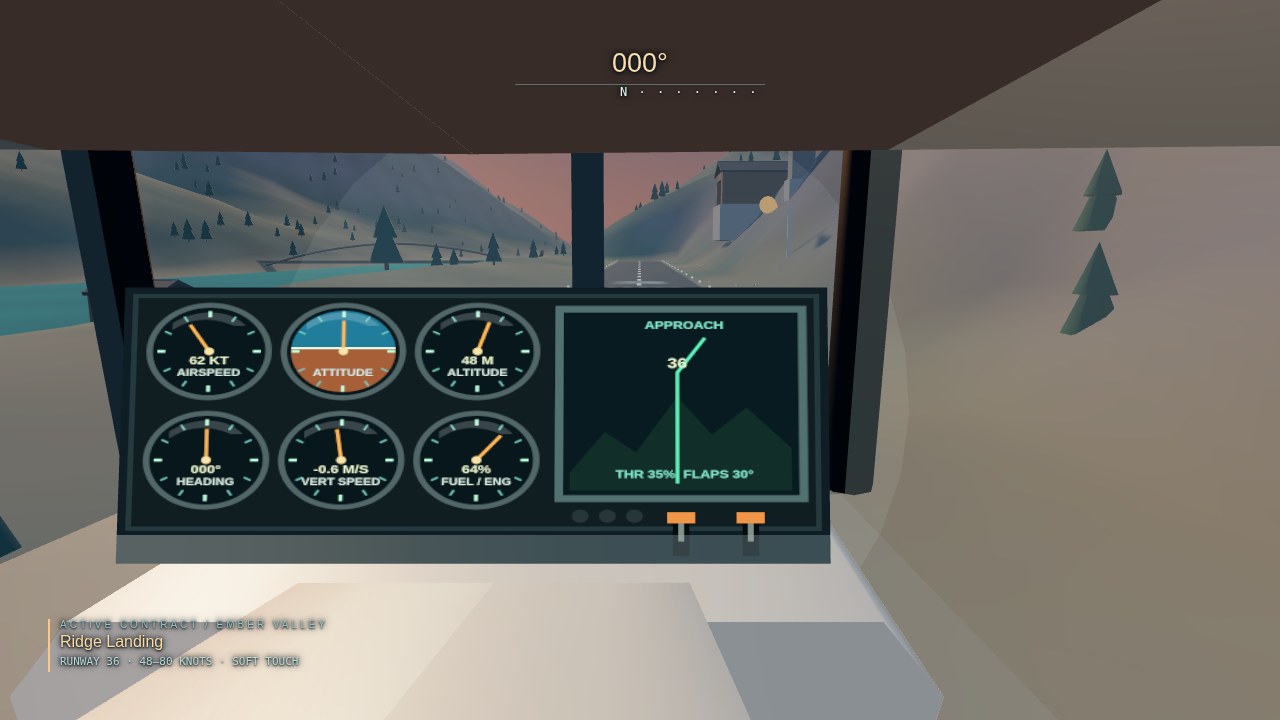 000°
N · · · · · · ·
62 KT
AIRSPEED
ATTITUDE
48 M
ALTITUDE
000°
HEADING
-0.6 M/S
VERT SPEED
64%
FUEL / ENG
APPROACH
36
THR 35% FLAPS 30°
ACTIVE CONTRACT / EMBER VALLEY
Ridge Landing
RUNWAY 36 · 48–80 KNOTS · SOFT TOUCH